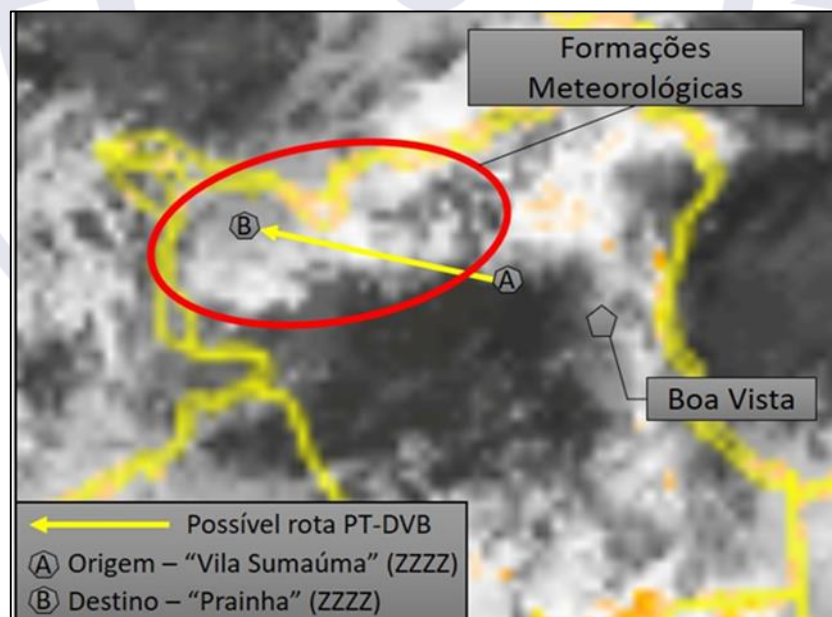 Formações
Meteorológicas
B
A
Boa Vista
Possível rota PT-DVB
A Origem – “Vila Sumaúma” (ZZZZ)
B Destino – “Prainha” (ZZZZ)